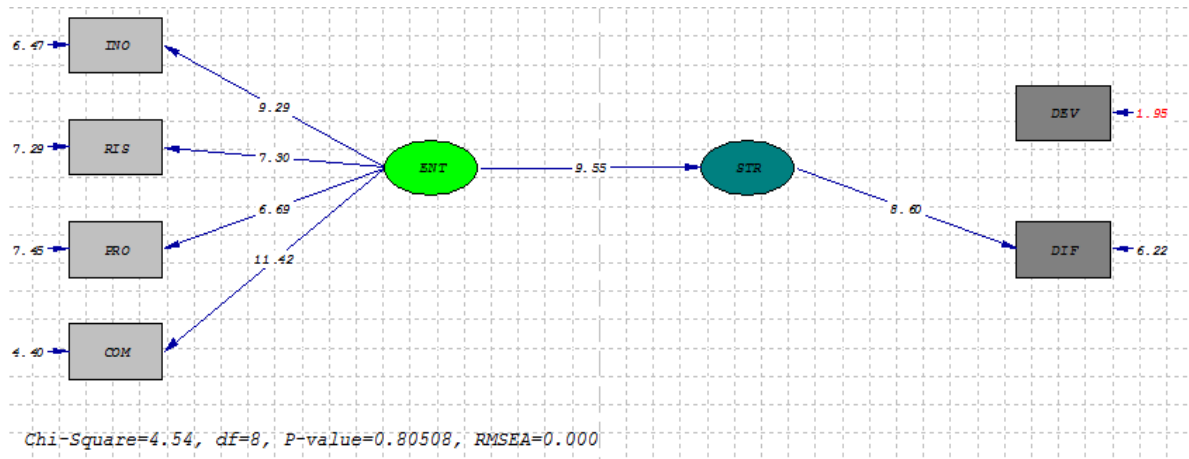 6.47
INO
9.29
7.29
RIS
7.30
ENT
9.55
STR
DEV
1.95
6.69
8.60
7.45
PRO
DIF
6.22
11.42
4.40
COM
Chi-Square=4.54, df=8, P-value=0.80508, RMSEA=0.000